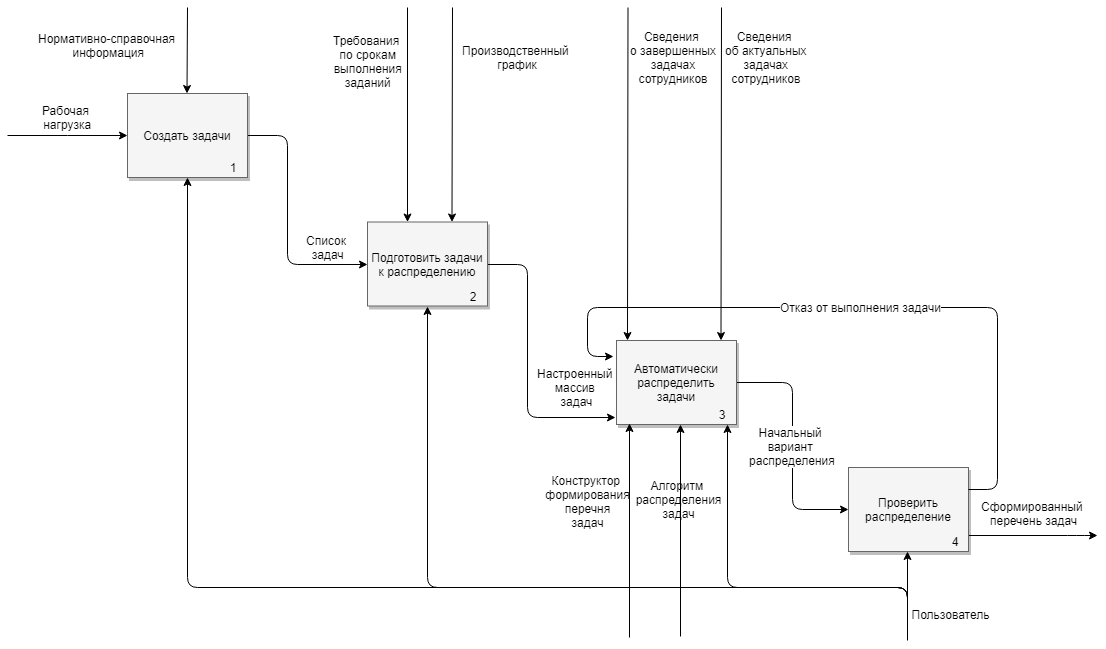 Нормативно-справочная
информация
Требования
по срокам
выполнения
заданий
Производственный
график
Сведения
о завершенных
задачах
сотрудников
Сведения
об актуальных
задачах
сотрудников
Рабочая
нагрузка
Создать задачи
1
Список
задач
Подготовить задачи
к распределению
2
Отказ от выполнения задачи
Настроенный
массив
задач
Автоматически
распределить
задачи
3
Начальный
вариант
распределения
Конструктор
формирования
перечня
задач
Алгоритм
распределения
задач
Проверить
распределение
4
Сформированный
перечень задач
Пользователь